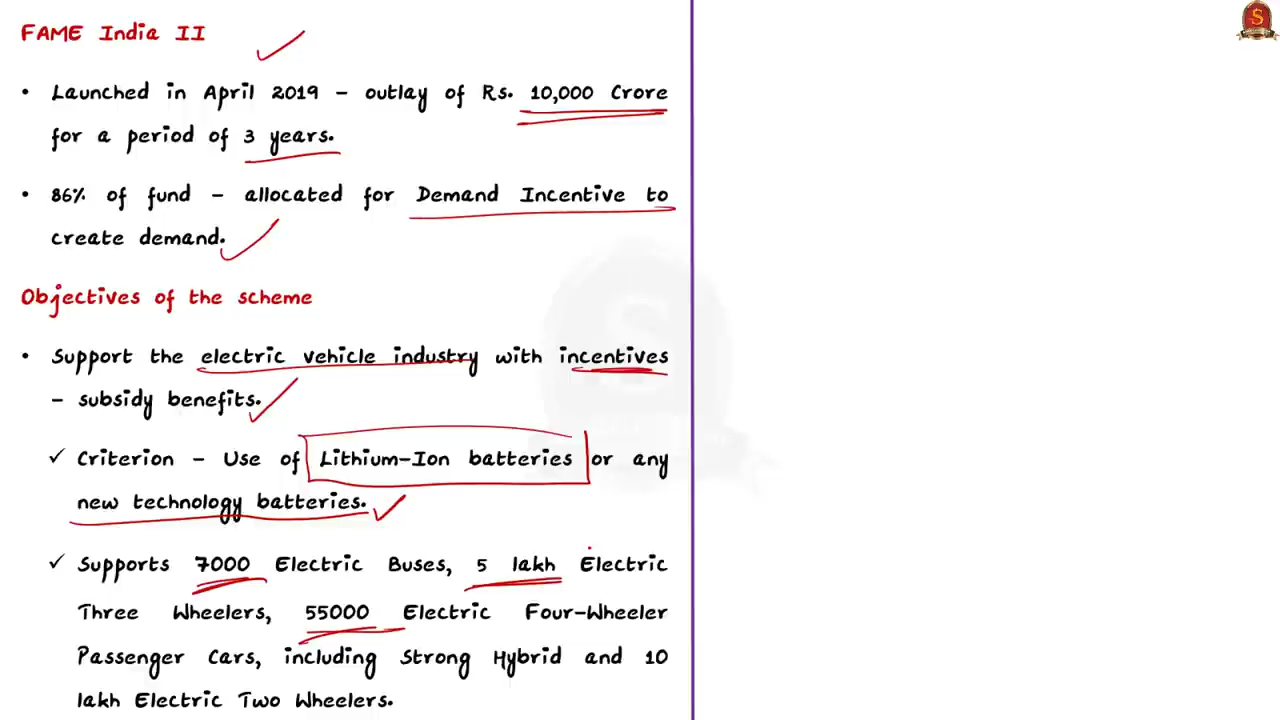 FAME India II
• Launched in April 2019 - outlay of Rs. 10,000 Crore
for a period of 3 years.
• 86% of fund - allocated for Demand Incentive to
create demand.
Objectives of the scheme
• Support the electric vehicle industry with incentives
- subsidy benefits.
✓ Criterion - Use of Lithium-Ion batteries or any
new technology batteries.
✓ Supports 7000 Electric Buses, 5 lakh Electric
Three Wheelers, 55000 Electric Four-Wheeler
Passenger Cars, including Strong Hybrid and 10
lakh Electric Two Wheelers.